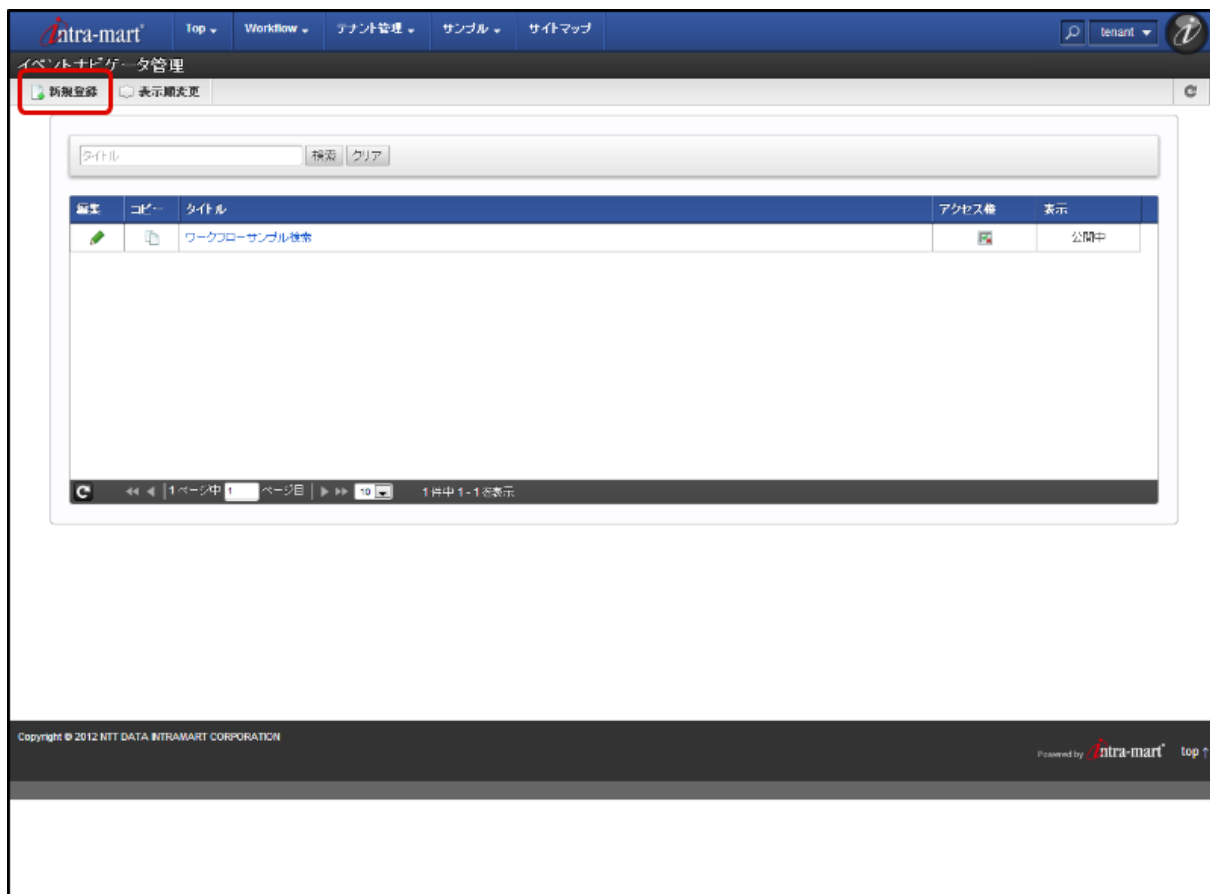 intra-mart Top Workflow テナント管理 サンプル サイトマップ tenant
イベントナビゲータ管理
新規登録 表示順変更
タイトル 検索 クリア
編集 コピー タイトル アクセス権 表示
ワークフローサンプル検索 公開中
1ページ中 1 ページ目 10 1件中 1 - 1 を表示
Copyright © 2012 NTT DATA INTRAMART CORPORATION
Powered by intra-mart top ↑